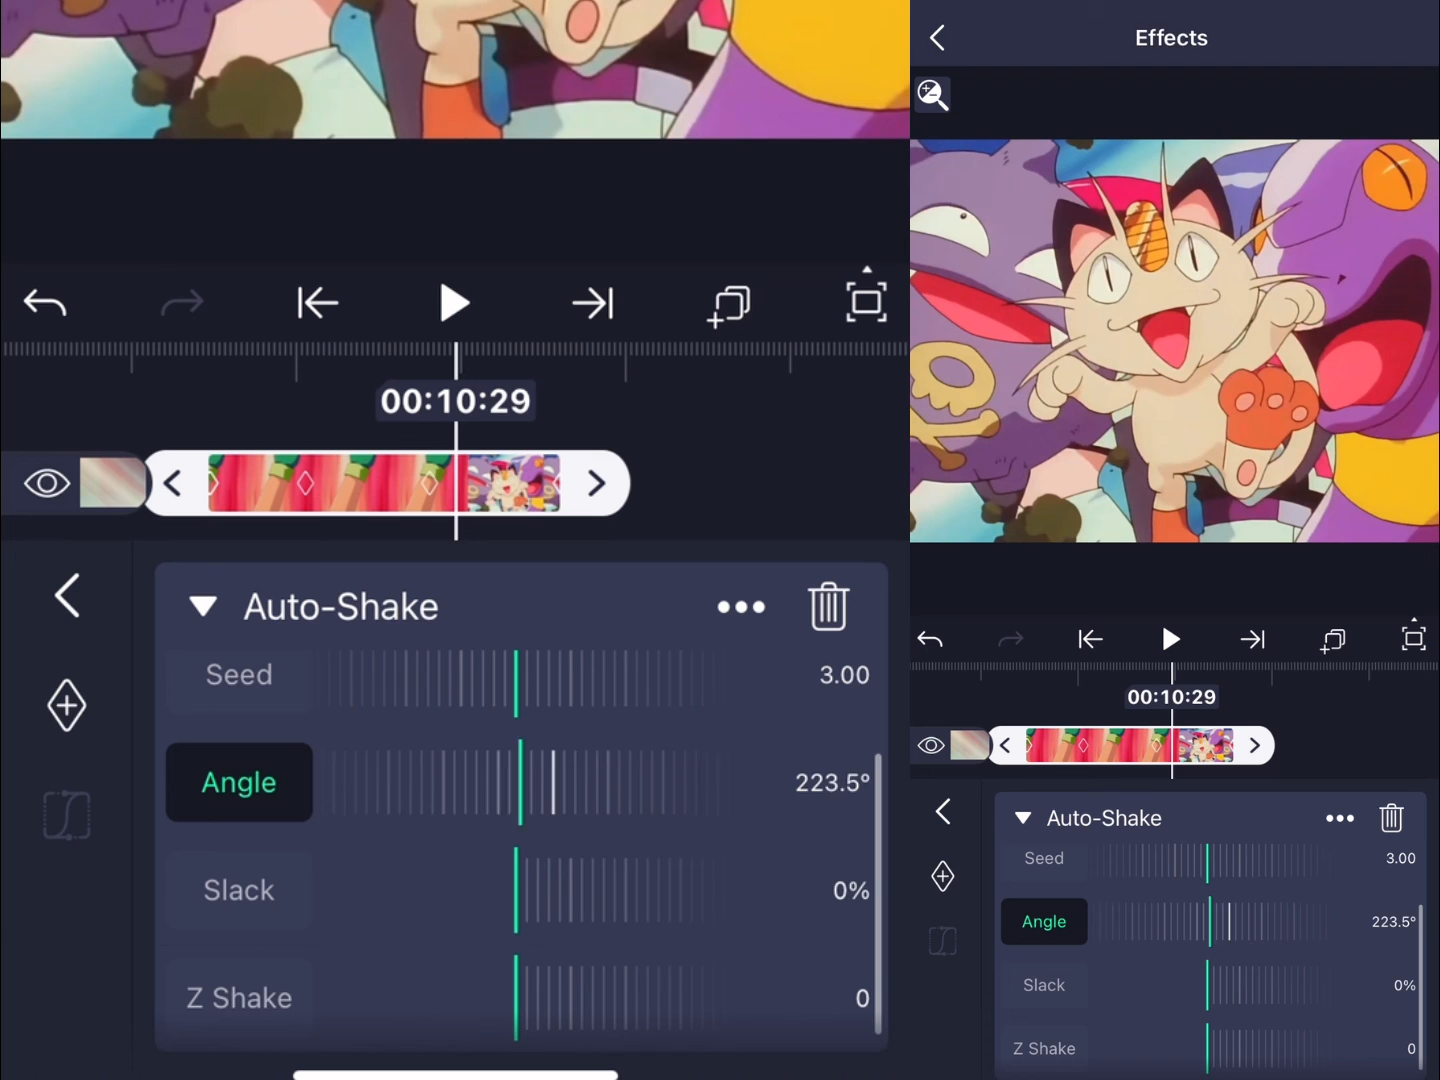 00:10:29
Auto-Shake
Seed 3.00
Angle 223.5°
Slack 0%
Z Shake 0
Effects
00:10:29
Auto-Shake
Seed 3.00
Angle 223.5°
Slack 0%
Z Shake 0